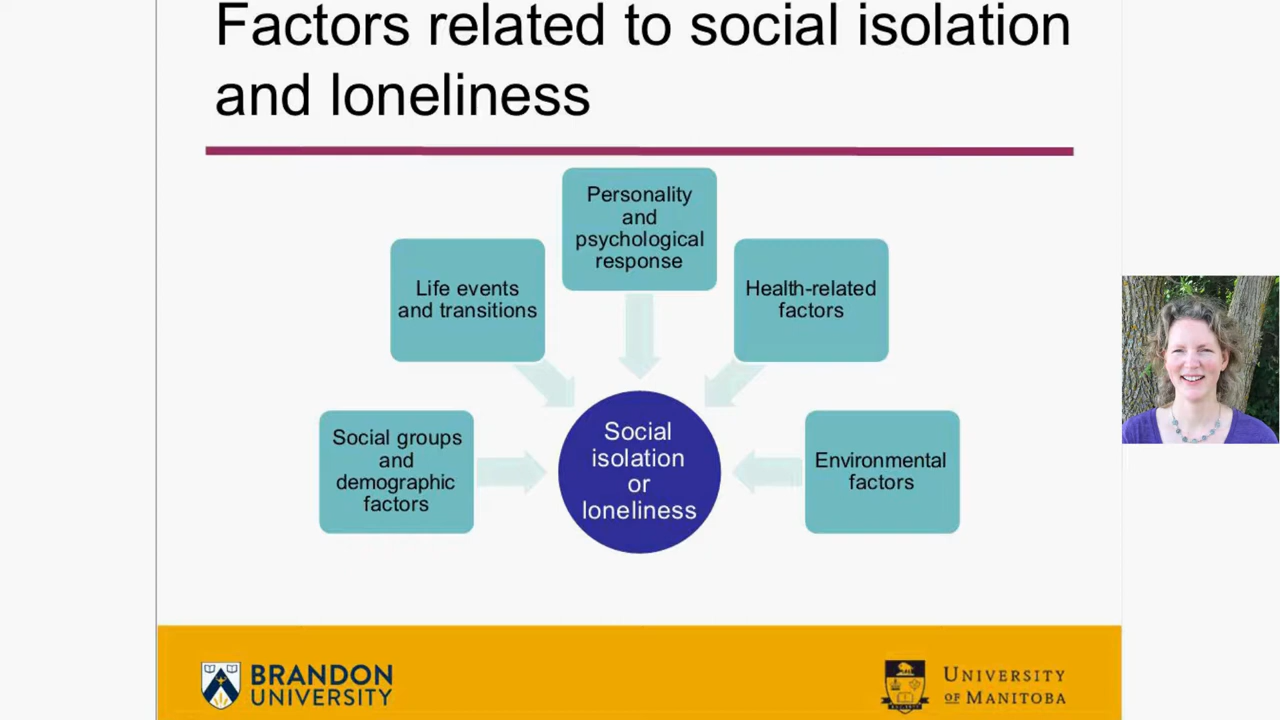 Factors related to social isolation
and loneliness
Personality
and
psychological
response
Life events
and transitions
Health-related
factors
Social groups
and
demographic
factors
Social
isolation
or
loneliness
Environmental
factors
BRANDON
UNIVERSITY
UNIVERSITY
OF MANITOBA